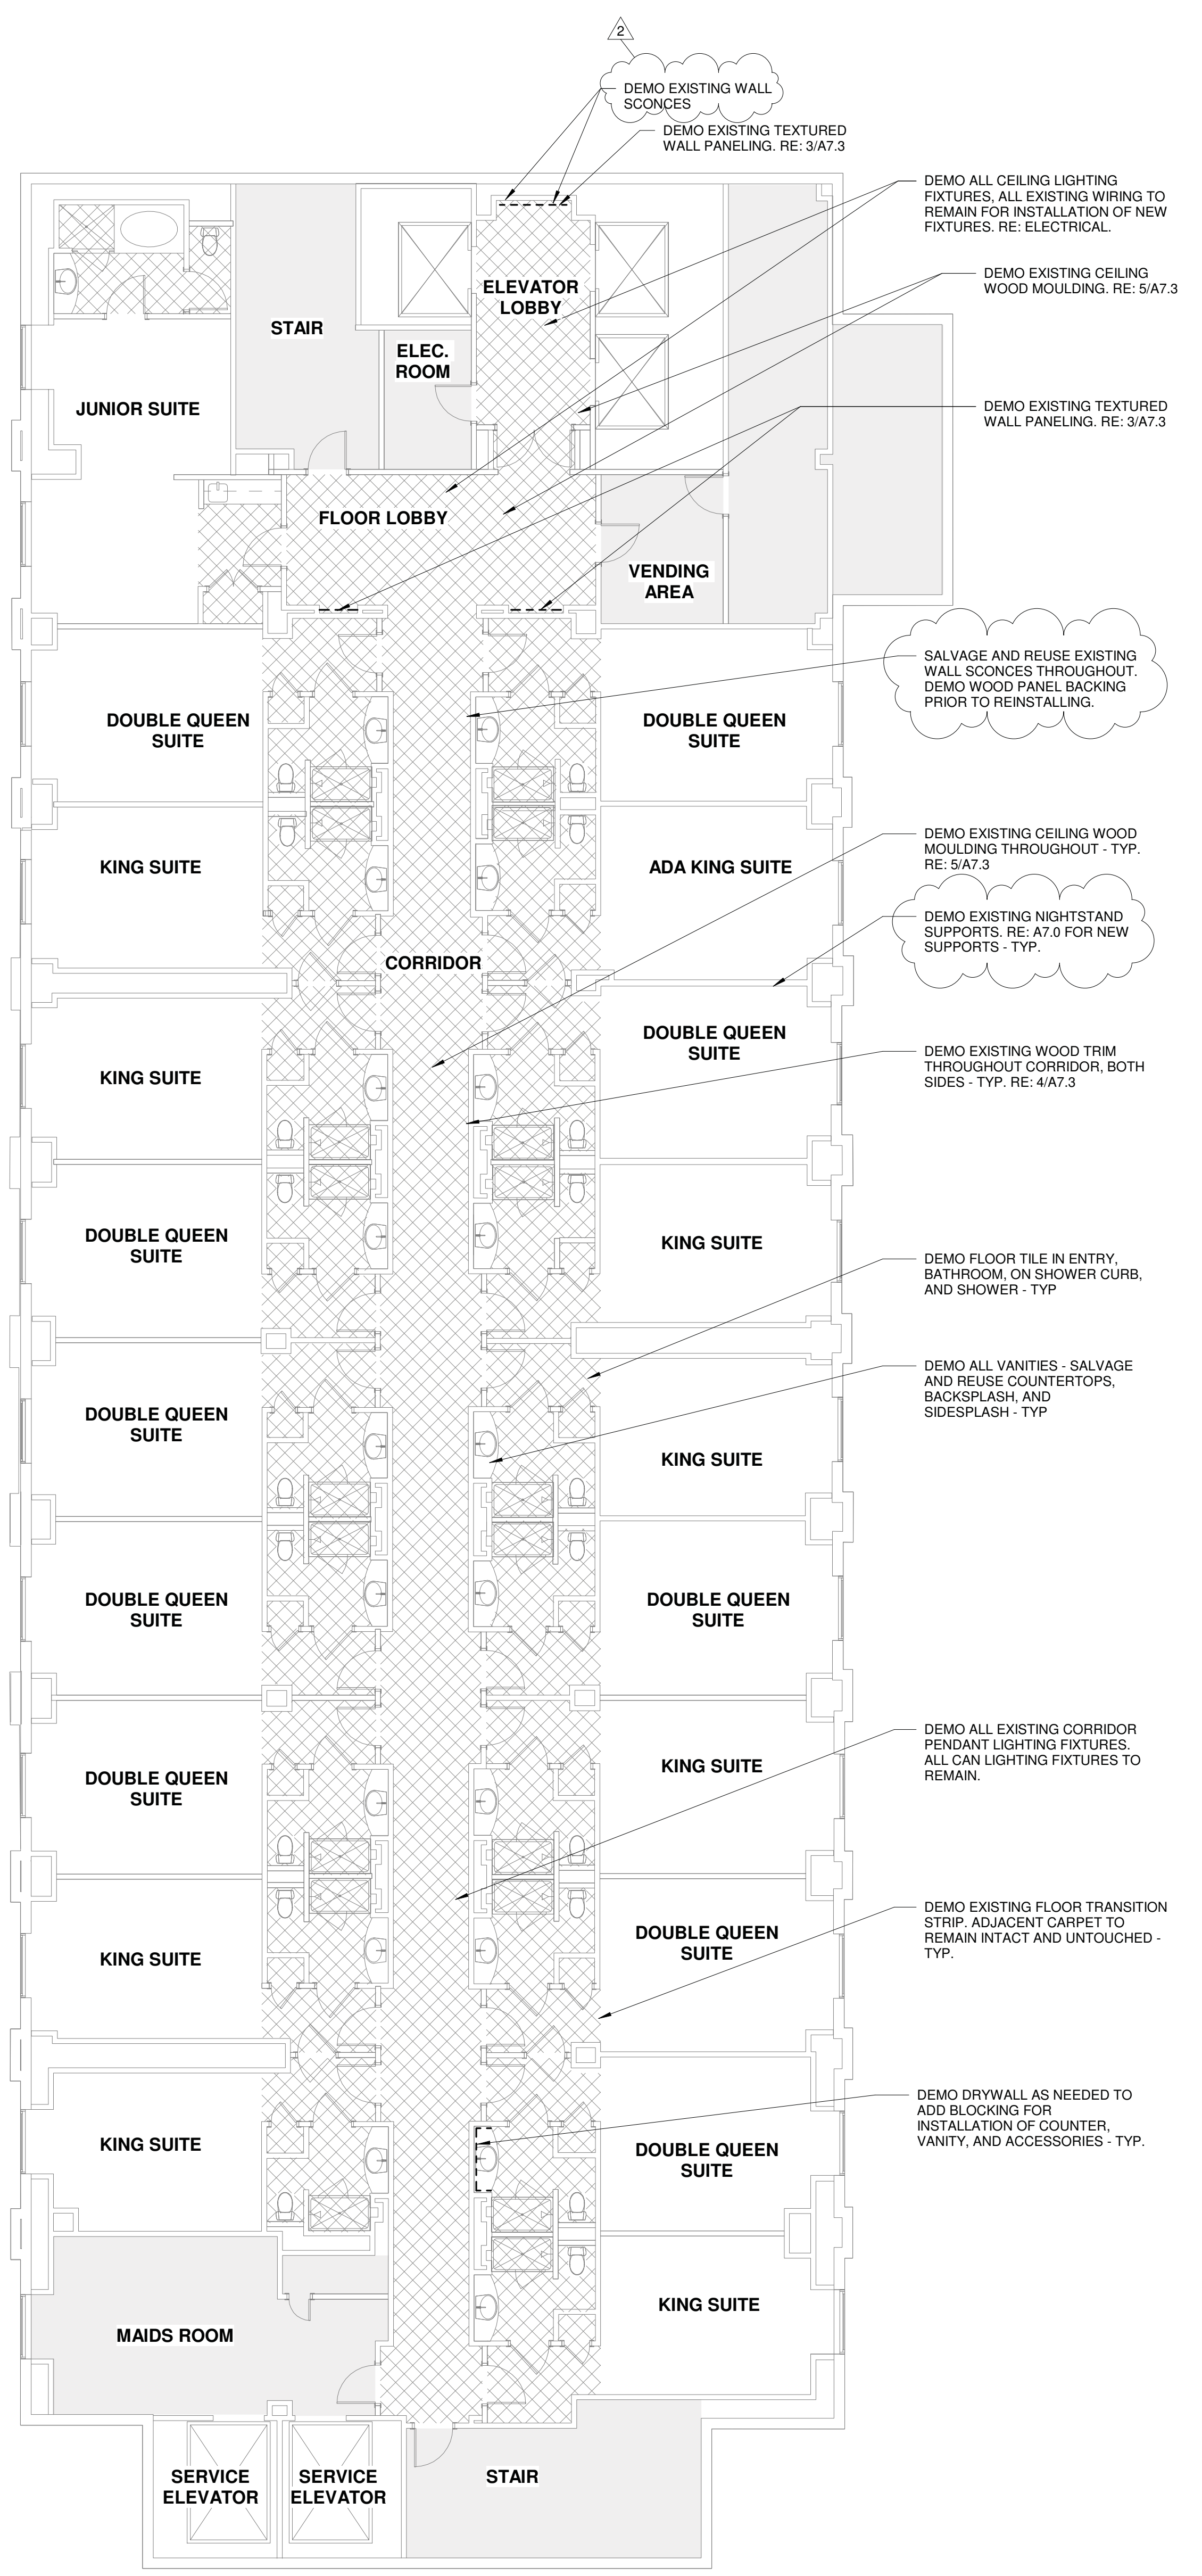 2
DEMO EXISTING WALL
SCONCES
DEMO EXISTING TEXTURED
WALL PANELING. RE: 3/A7.3
DEMO ALL CEILING LIGHTING
FIXTURES, ALL EXISTING WIRING TO
REMAIN FOR INSTALLATION OF NEW
FIXTURES. RE: ELECTRICAL.
DEMO EXISTING CEILING
WOOD MOULDING. RE: 5/A7.3
ELEVATOR
LOBBY
STAIR
ELEC.
ROOM
JUNIOR SUITE
DEMO EXISTING TEXTURED
WALL PANELING. RE: 3/A7.3
FLOOR LOBBY
VENDING
AREA
SALVAGE AND REUSE EXISTING
WALL SCONCES THROUGHOUT.
DEMO WOOD PANEL BACKING
PRIOR TO REINSTALLING.
DOUBLE QUEEN
SUITE
DOUBLE QUEEN
SUITE
KING SUITE
ADA KING SUITE
DEMO EXISTING CEILING WOOD
MOULDING THROUGHOUT - TYP.
RE: 5/A7.3
DEMO EXISTING NIGHTSTAND
SUPPORTS. RE: A7.0 FOR NEW
SUPPORTS - TYP.
CORRIDOR
KING SUITE
DOUBLE QUEEN
SUITE
DEMO EXISTING WOOD TRIM
THROUGHOUT CORRIDOR, BOTH
SIDES - TYP. RE: 4/A7.3
DOUBLE QUEEN
SUITE
KING SUITE
DEMO FLOOR TILE IN ENTRY,
BATHROOM, ON SHOWER CURB,
AND SHOWER - TYP
DEMO ALL VANITIES - SALVAGE
AND REUSE COUNTERTOPS,
BACKSPLASH, AND
SIDESPLASH - TYP
DOUBLE QUEEN
SUITE
KING SUITE
DOUBLE QUEEN
SUITE
DOUBLE QUEEN
SUITE
DEMO ALL EXISTING CORRIDOR
PENDANT LIGHTING FIXTURES.
ALL CAN LIGHTING FIXTURES TO
REMAIN.
DOUBLE QUEEN
SUITE
KING SUITE
DEMO EXISTING FLOOR TRANSITION
STRIP. ADJACENT CARPET TO
REMAIN INTACT AND UNTOUCHED -
TYP.
KING SUITE
DOUBLE QUEEN
SUITE
DEMO DRYWALL AS NEEDED TO
ADD BLOCKING FOR
INSTALLATION OF COUNTER,
VANITY, AND ACCESSORIES - TYP.
KING SUITE
DOUBLE QUEEN
SUITE
KING SUITE
MAIDS ROOM
SERVICE
ELEVATOR
SERVICE
ELEVATOR
STAIR